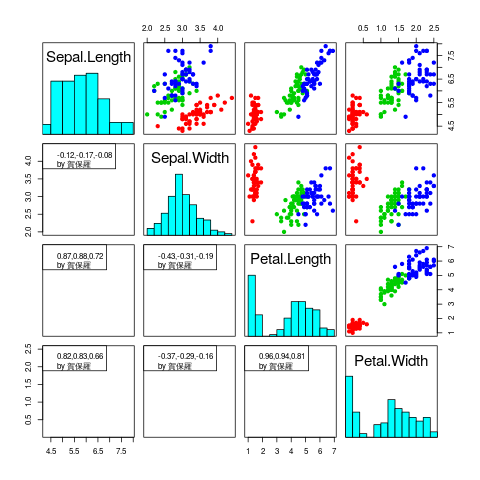 2.0 3.0 4.0
0.5 1.5 2.5
Sepal.Length
4.5 5.5 6.5 7.5
2.0 2.5 3.0 3.5 4.0
-0.12,-0.17,-0.08
by 賀保羅
Sepal.Width
0.87,0.88,0.72
by 賀保羅
-0.43,-0.31,-0.19
by 賀保羅
Petal.Length
1 2 3 4 5 6 7
0.0 0.5 1.0 1.5 2.0 2.5
0.82,0.83,0.66
by 賀保羅
-0.37,-0.29,-0.16
by 賀保羅
0.96,0.94,0.81
by 賀保羅
Petal.Width
4.5 5.5 6.5 7.5
1 2 3 4 5 6 7
0.5 1.5 2.5